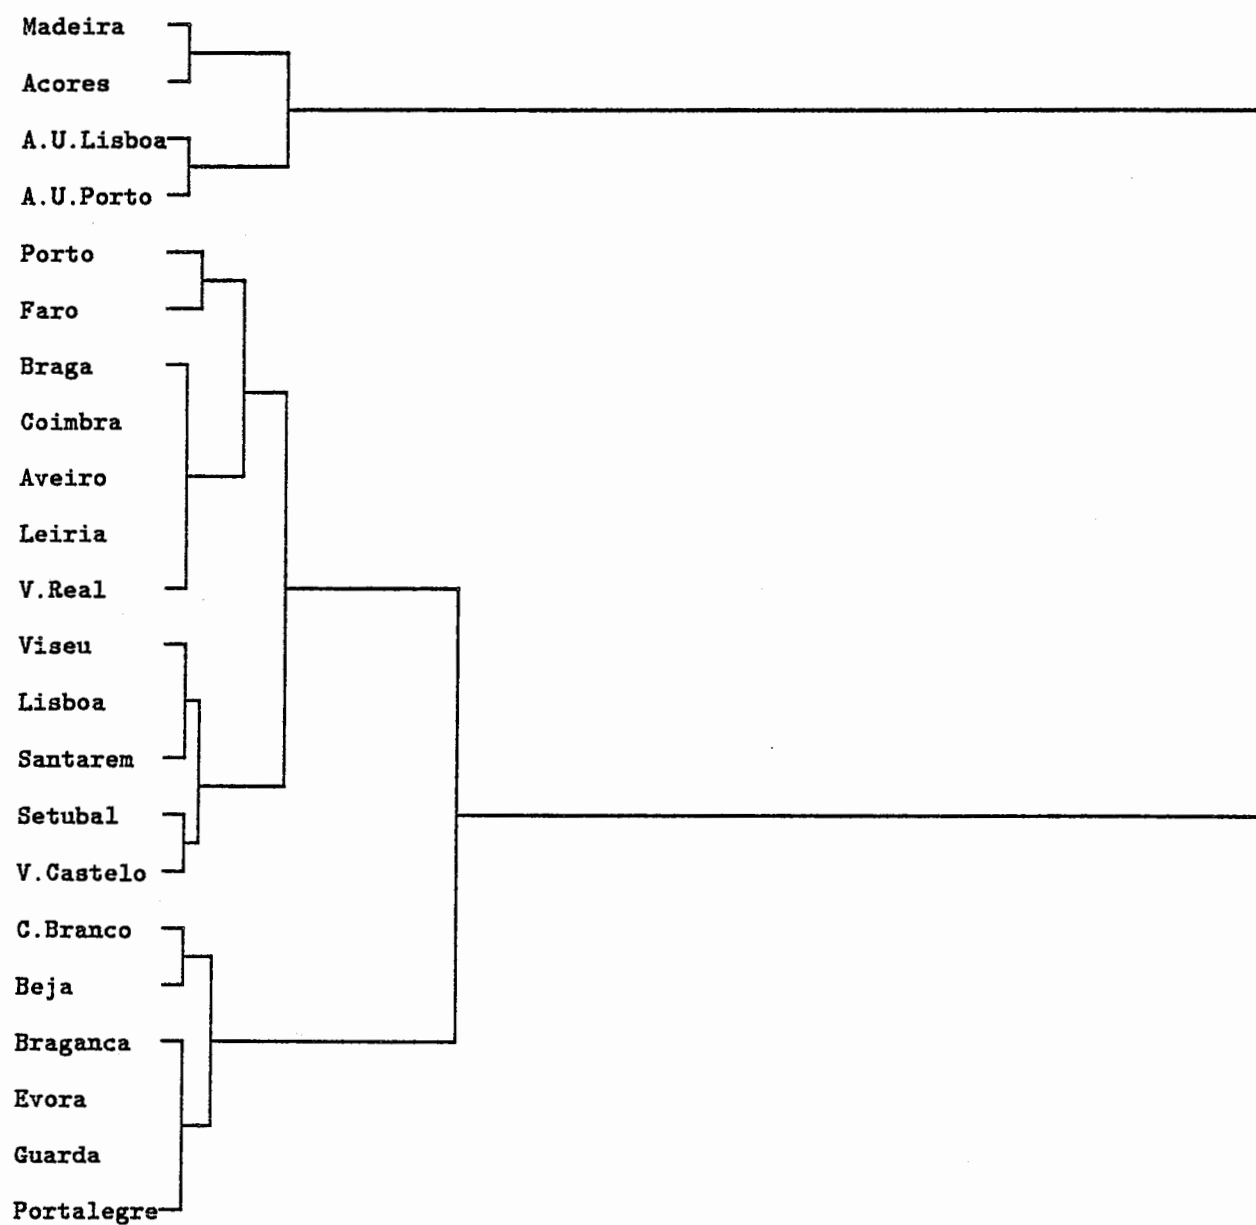 Madeira
Acores
A.U.Lisboa
A.U.Porto
Porto
Faro
Braga
Coimbra
Aveiro
Leiria
V.Real
Viseu
Lisboa
Santarem
Setubal
V.Castelo
C.Branco
Beja
Braganca
Evora
Guarda
Portalegre